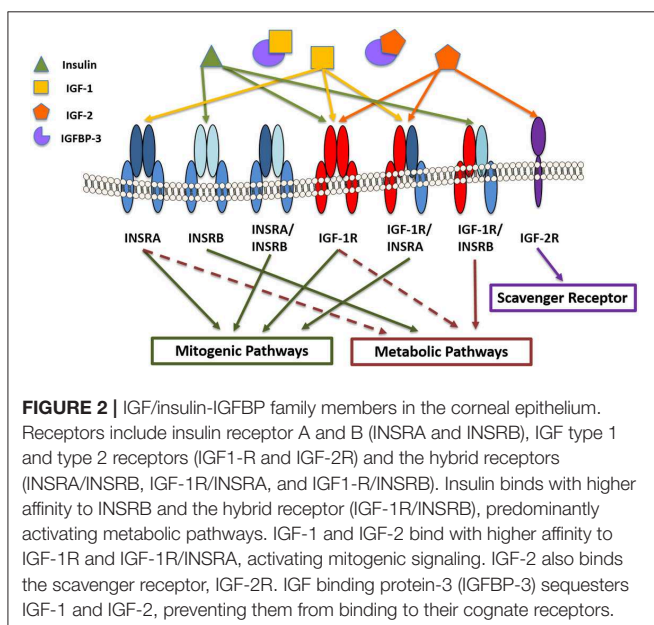 Insulin
IGF-1
IGF-2
IGFBP-3
INSRA
INSRB
INSRA/
INSRB
IGF-1R
IGF-1R/
INSRA
IGF-1R/
INSRB
IGF-2R
Scavenger Receptor
Mitogenic Pathways
Metabolic Pathways
FIGURE 2 | IGF/insulin-IGFBP family members in the corneal epithelium.
Receptors include insulin receptor A and B (INSRA and INSRB), IGF type 1
and type 2 receptors (IGF1-R and IGF-2R) and the hybrid receptors
(INSRA/INSRB, IGF-1R/INSRA, and IGF1-R/INSRB). Insulin binds with higher
affinity to INSRB and the hybrid receptor (IGF-1R/INSRB), predominantly
activating metabolic pathways. IGF-1 and IGF-2 bind with higher affinity to
IGF-1R and IGF-1R/INSRA, activating mitogenic signaling. IGF-2 also binds
the scavenger receptor, IGF-2R. IGF binding protein-3 (IGFBP-3) sequesters
IGF-1 and IGF-2, preventing them from binding to their cognate receptors.